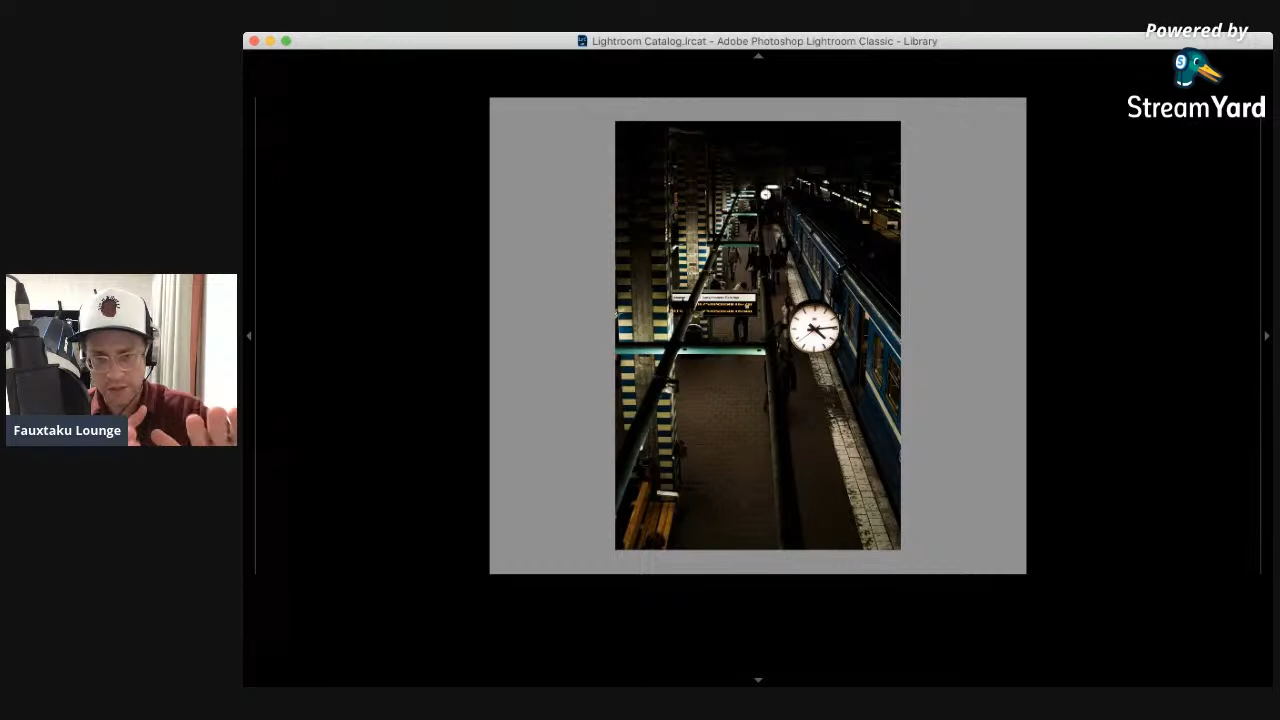 Lightroom Catalog.lrcat - Adobe Photoshop Lightroom Classic - Library
Powered by
StreamYard
Fauxtaku Lounge